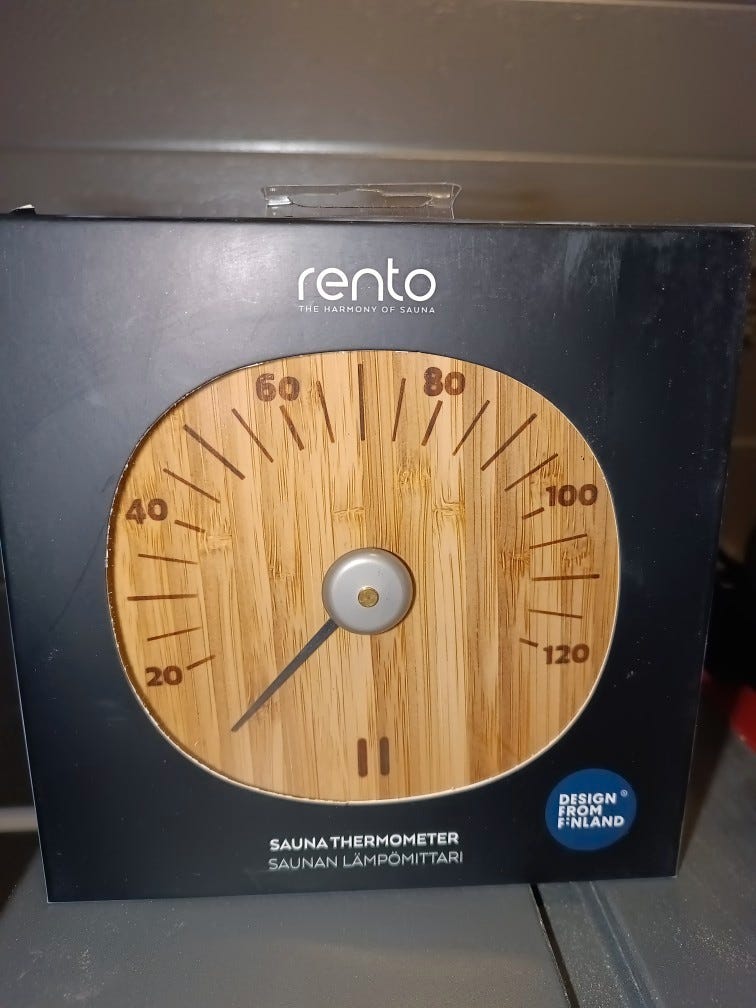 rento
THE HARMONY OF SAUNA
60 80
40 100
20 120
DESIGN®
FROM
FINLAND
SAUNA THERMOMETER
SAUNAN LÄMPÖMITTARI